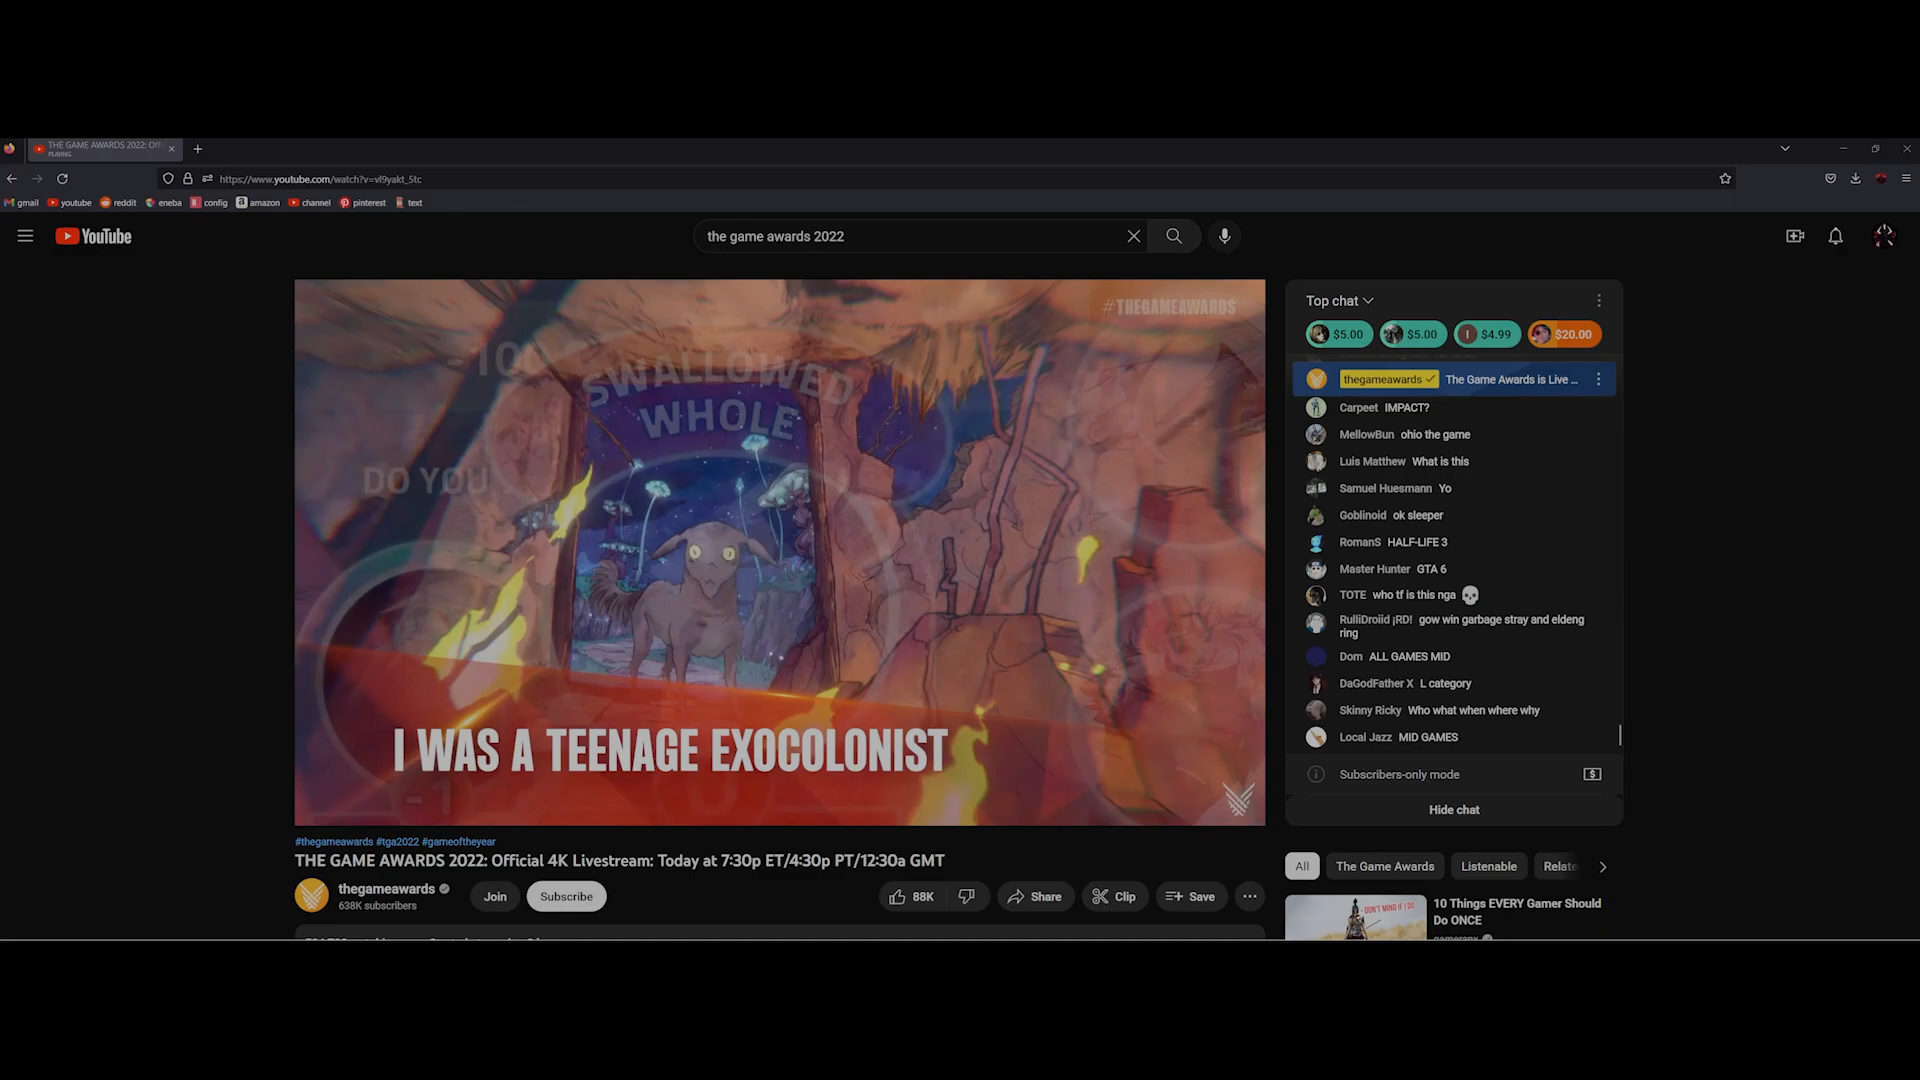 THE GAME AWARDS 2022: Offi
PLAYING
https://www.youtube.com/watch?v=vl9yakt_5tc
gmail youtube reddit eneba config amazon channel pinterest text
YouTube
the game awards 2022
#THEGAMEAWARDS
-10
SWALLOWED
WHOLE
DO YOU
I WAS A TEENAGE EXOCOLONIST
-1
Top chat
$5.00 $5.00 I $4.99 $20.00
thegameawards The Game Awards is Live ...
Carpeet IMPACT?
MellowBun ohio the game
Luis Matthew What is this
Samuel Huesmann Yo
Goblinoid ok sleeper
RomanS HALF-LIFE 3
Master Hunter GTA 6
TOTE who tf is this nga 💀
RulliDroiid ¡RD! gow win garbage stray and eldeng
ring
Dom ALL GAMES MID
DaGodFather X L category
Skinny Ricky Who what when where why
Local Jazz MID GAMES
Subscribers-only mode
Hide chat
#thegameawards #tga2022 #gameoftheyear
THE GAME AWARDS 2022: Official 4K Livestream: Today at 7:30p ET/4:30p PT/12:30a GMT
thegameawards
638K subscribers
Join Subscribe 88K Share Clip Save
All The Game Awards Listenable Relate
- DON'T MIND IF I DO
10 Things EVERY Gamer Should
Do ONCE
gameranx